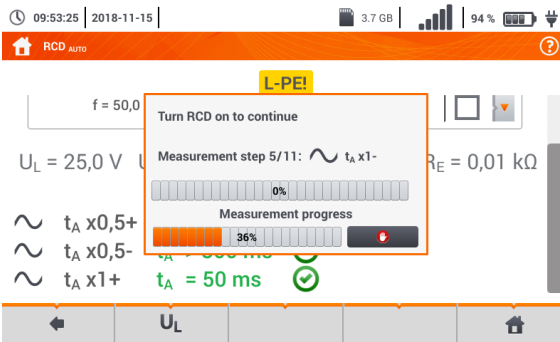 09:53:25 2018-11-15 3.7 GB 94 %
RCD AUTO ?
L-PE!
f = 50,0
Turn RCD on to continue
Measurement step 5/11: tA x1-
0%
Measurement progress
36%
UL = 25,0 V RE = 0,01 kΩ
tA x0,5+
tA x0,5-
tA x1+ tA = 50 ms
UL